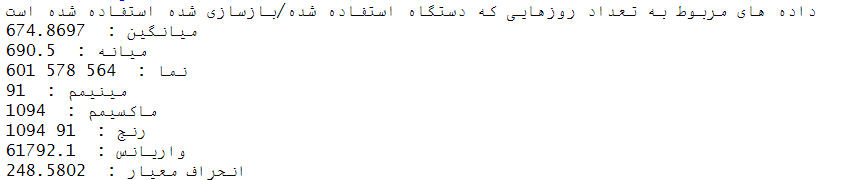 داده های مربوط به تعداد روزهایی که دستگاه استفاده شده/بازسازی شده استفاده شده است
میانگین : 674.8697
میانه : 690.5
نما : 564 578 601
مینیمم : 91
ماکسیمم : 1094
رنج : 91 1094
واریانس : 61792.1
انحراف معیار : 248.5802